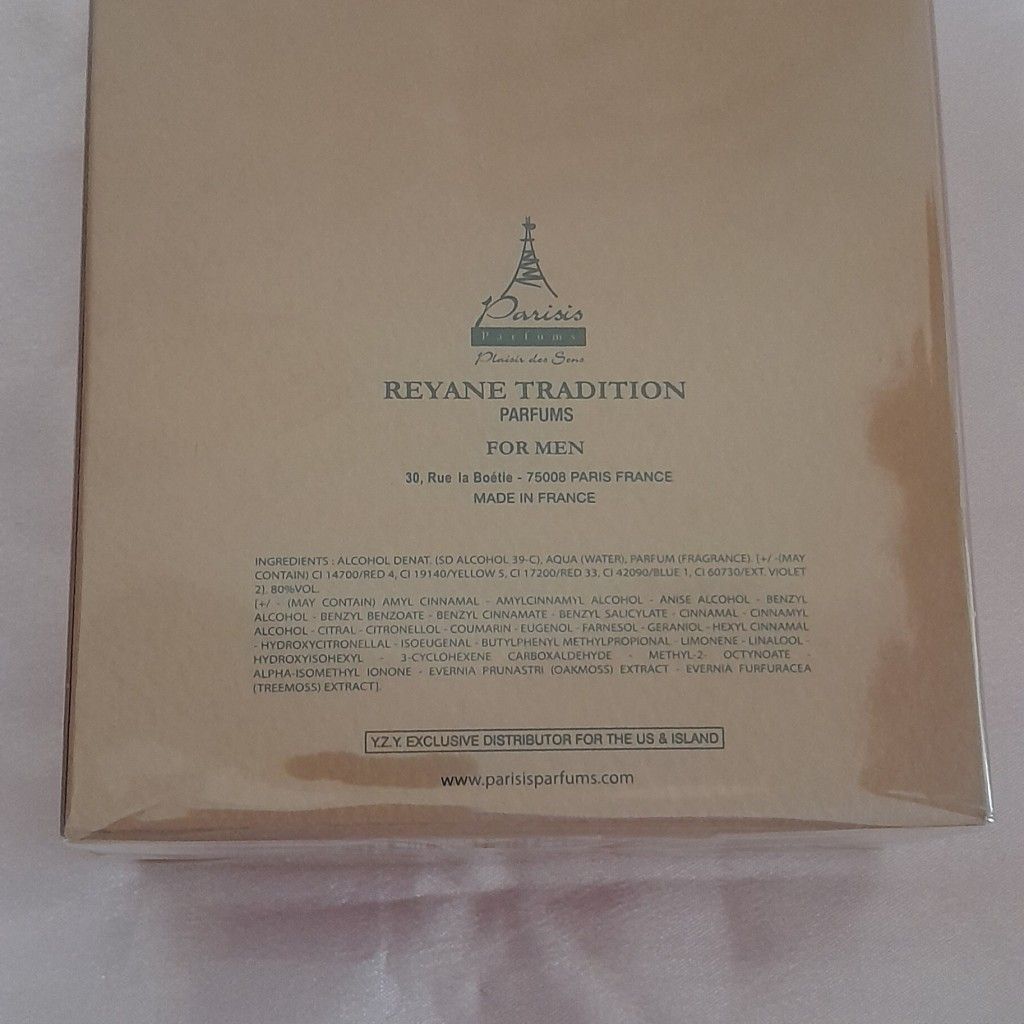 Parisis
Parfums
Plaisir des Sens
REYANE TRADITION
PARFUMS
FOR MEN
30, Rue la Boétie - 75008 PARIS FRANCE
MADE IN FRANCE
INGREDIENTS : ALCOHOL DENAT. (SD ALCOHOL 39-C), AQUA (WATER), PARFUM (FRAGRANCE). [+/ -(MAY
CONTAIN) CI 14700/RED 4, CI 19140/YELLOW 5, CI 17200/RED 33, CI 42090/BLUE 1, CI 60730/EXT. VIOLET
2]. 80%VOL.
[+/ - (MAY CONTAIN) AMYL CINNAMAL - AMYLCINNAMYL ALCOHOL - ANISE ALCOHOL - BENZYL
ALCOHOL - BENZYL BENZOATE - BENZYL CINNAMATE - BENZYL SALICYLATE - CINNAMAL - CINNAMYL
ALCOHOL - CITRAL - CITRONELLOL - COUMARIN - EUGENOL - FARNESOL - GERANIOL - HEXYL CINNAMAL
- HYDROXYCITRONELLAL - ISOEUGENAL - BUTYLPHENYL METHYLPROPIONAL - LIMONENE - LINALOOL -
HYDROXYISOHEXYL - 3-CYCLOHEXENE CARBOXALDEHYDE - METHYL-2- OCTYNOATE -
ALPHA-ISOMETHYL IONONE - EVERNIA PRUNASTRI (OAKMOSS) EXTRACT - EVERNIA FURFURACEA
(TREEMOSS) EXTRACT].
Y.Z.Y. EXCLUSIVE DISTRIBUTOR FOR THE US & ISLAND
www.parisisparfums.com